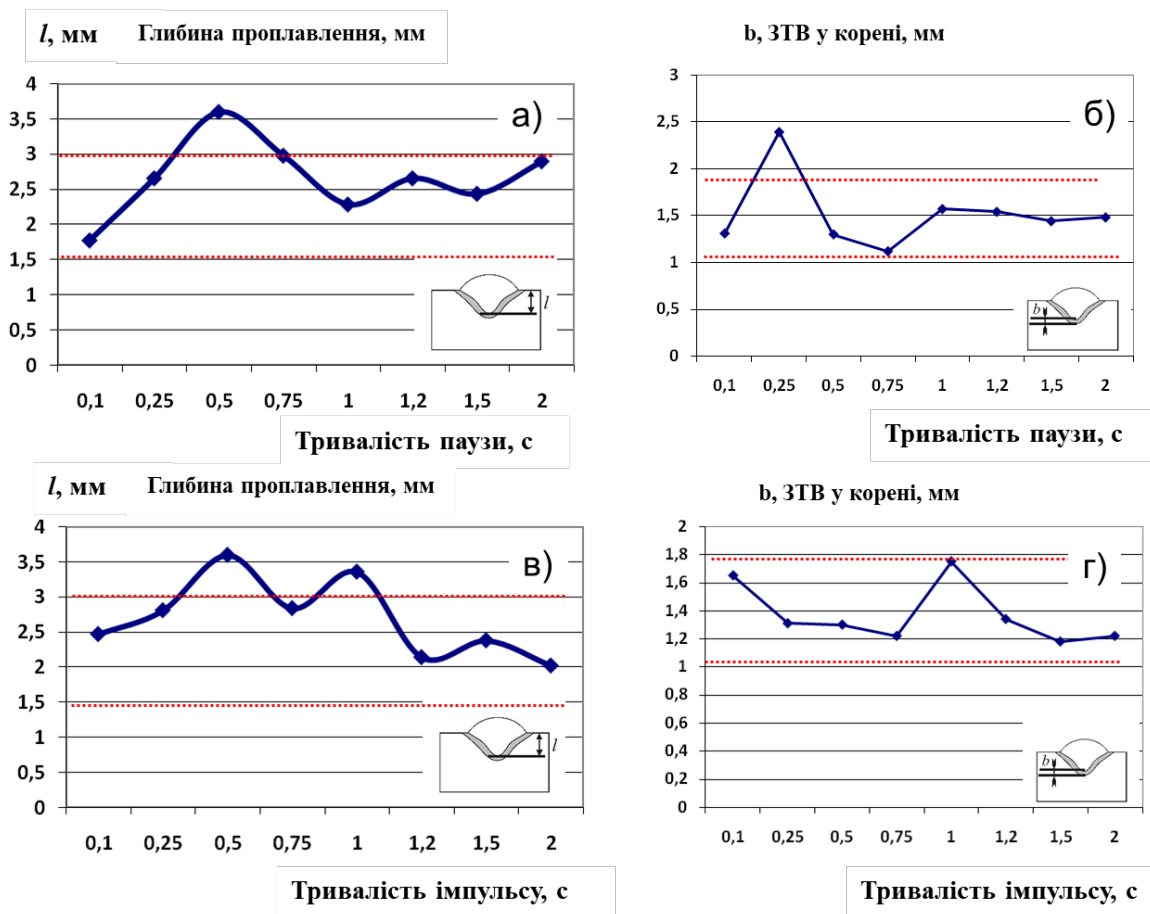 l, мм Глибина проплавлення, мм
4
3,5
3
2,5
2
1,5
1
0,5
0
а)
l
0,1 0,25 0,5 0,75 1 1,2 1,5 2
Тривалість паузи, с
b, ЗТВ у корені, мм
3
2,5
2
1,5
1
0,5
0
б)
b
0,1 0,25 0,5 0,75 1 1,2 1,5 2
Тривалість паузи, с
l, мм Глибина проплавлення, мм
4
3,5
3
2,5
2
1,5
1
0,5
0
в)
l
0,1 0,25 0,5 0,75 1 1,2 1,5 2
Тривалість імпульсу, с
b, ЗТВ у корені, мм
2
1,8
1,6
1,4
1,2
1
0,8
0,6
0,4
0,2
0
г)
b
0,1 0,25 0,5 0,75 1 1,2 1,5 2
Тривалість імпульсу, с